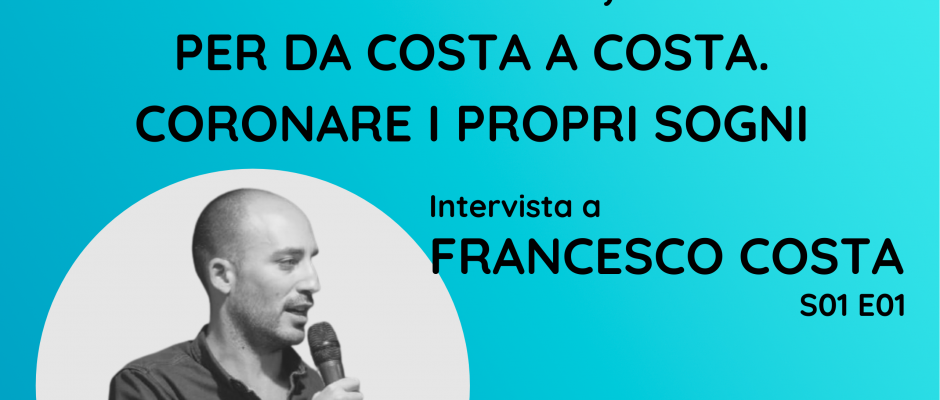 PER DA COSTA A COSTA.
CORONARE I PROPRI SOGNI
Intervista a
FRANCESCO COSTA
S01 E01